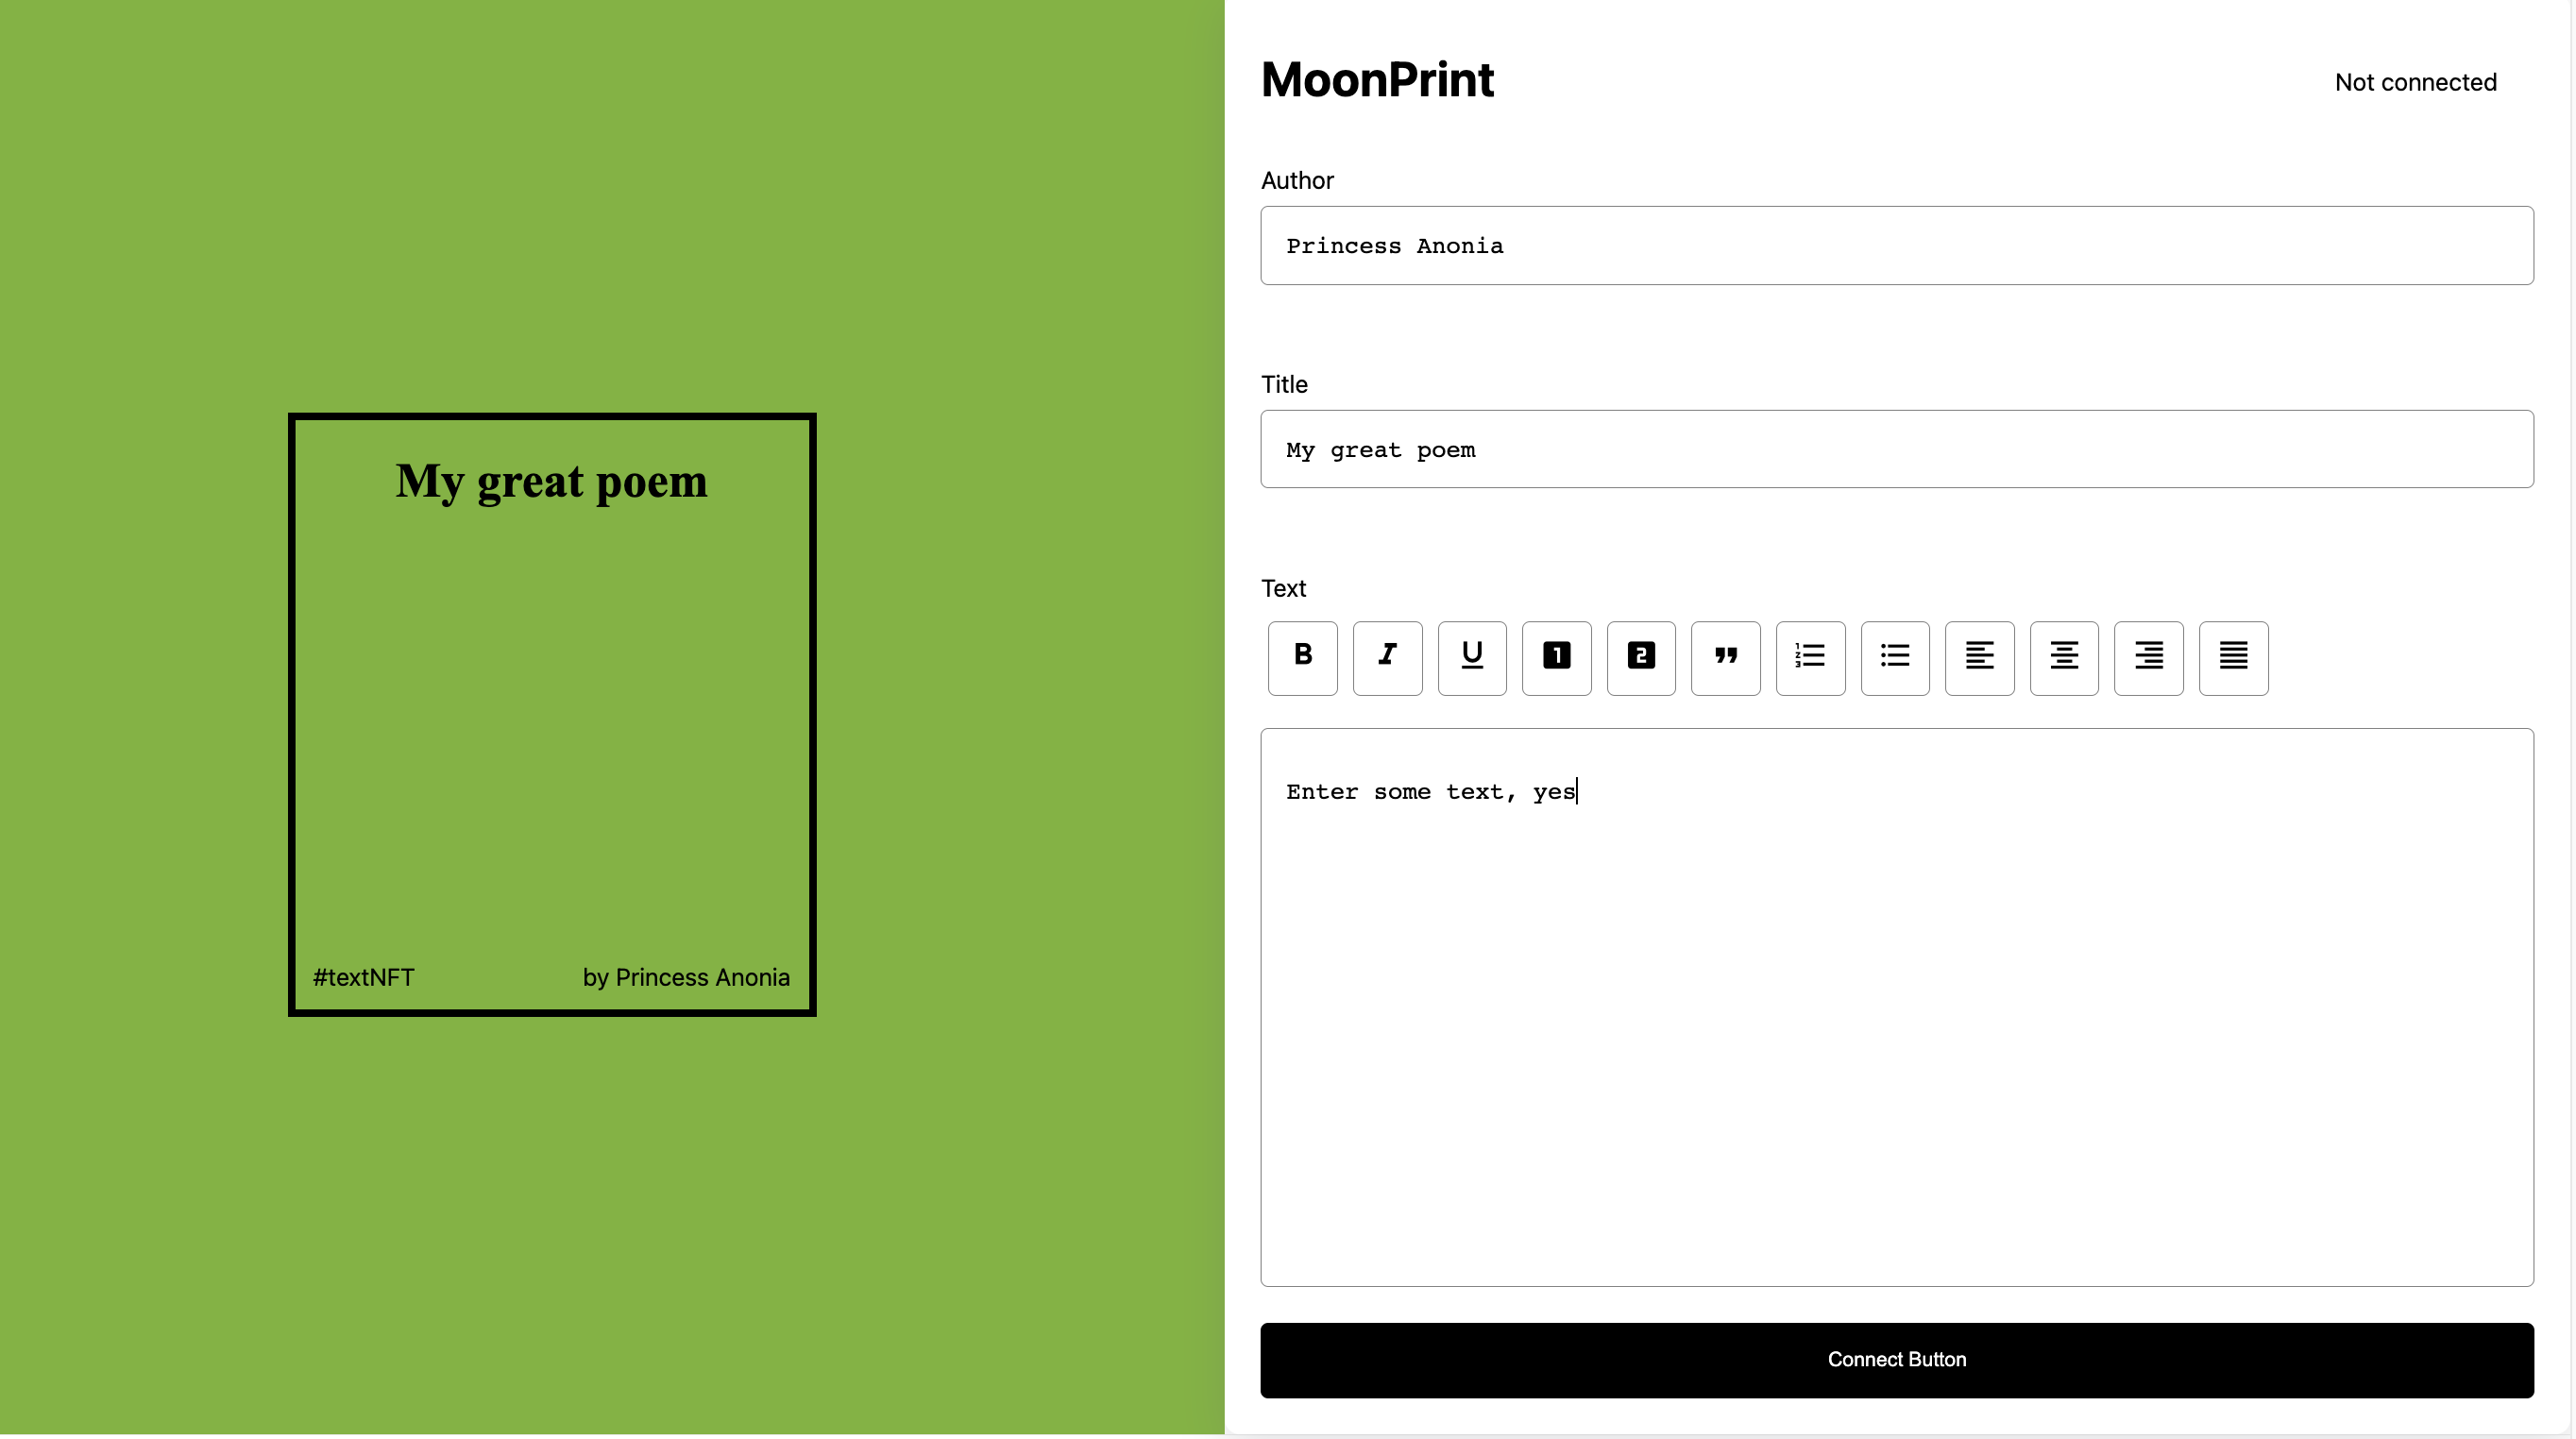 My great poem
#textNFT by Princess Anonia
MoonPrint
Not connected
Author
Princess Anonia
Title
My great poem
Text
B I U 1 2 ”
Enter some text, yes
Connect Button